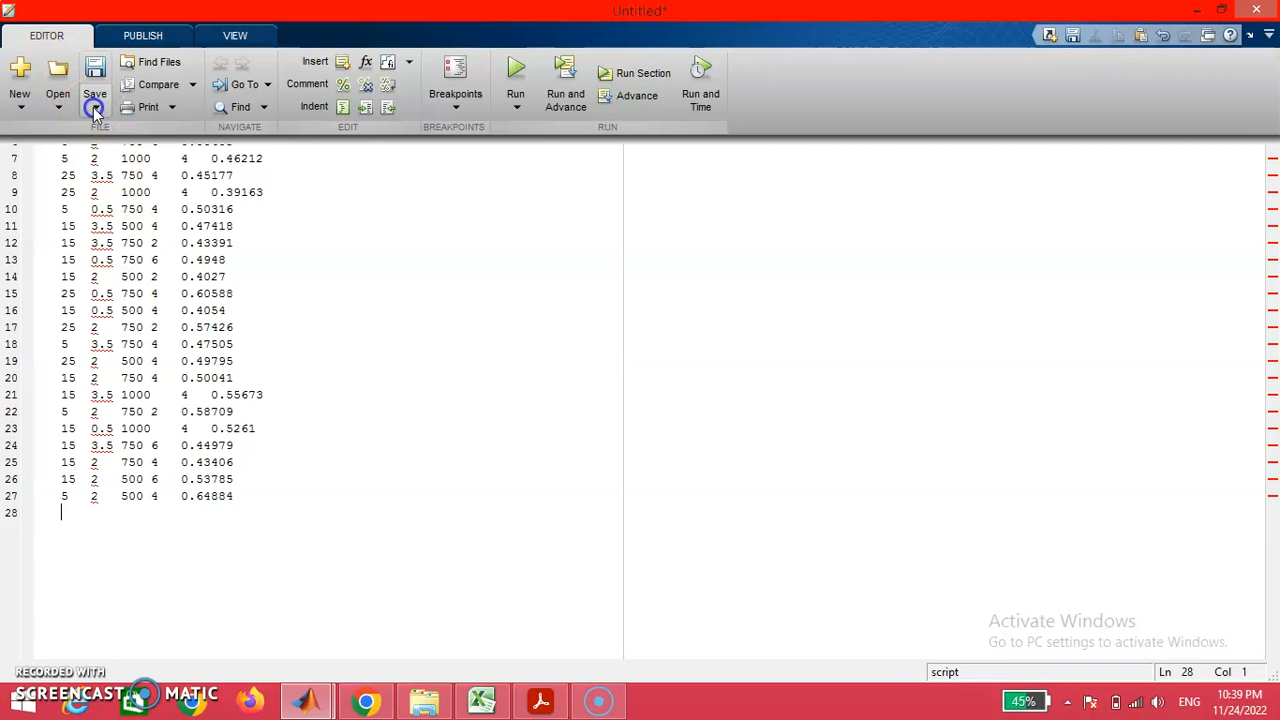 Untitled*
EDITOR PUBLISH VIEW
New Open Save
Find Files
Compare
Print
Go To
Find
Insert fx
Comment
Indent
Breakpoints
Run
Run and Advance
Run Section
Advance
Run and Time
FILE NAVIGATE EDIT BREAKPOINTS RUN
7 5 2 1000 4 0.46212
8 25 3.5 750 4 0.45177
9 25 2 1000 4 0.39163
10 5 0.5 750 4 0.50316
11 15 3.5 500 4 0.47418
12 15 3.5 750 2 0.43391
13 15 0.5 750 6 0.4948
14 15 2 500 2 0.4027
15 25 0.5 750 4 0.60588
16 15 0.5 500 4 0.4054
17 25 2 750 2 0.57426
18 5 3.5 750 4 0.47505
19 25 2 500 4 0.49795
20 15 2 750 4 0.50041
21 15 3.5 1000 4 0.55673
22 5 2 750 2 0.58709
23 15 0.5 1000 4 0.5261
24 15 3.5 750 6 0.44979
25 15 2 750 4 0.43406
26 15 2 500 6 0.53785
27 5 2 500 4 0.64884
28
Activate Windows
Go to PC settings to activate Windows.
script Ln 28 Col 1
RECORDED WITH
SCREENCAST MATIC
45% ENG
10:39 PM
11/24/2022